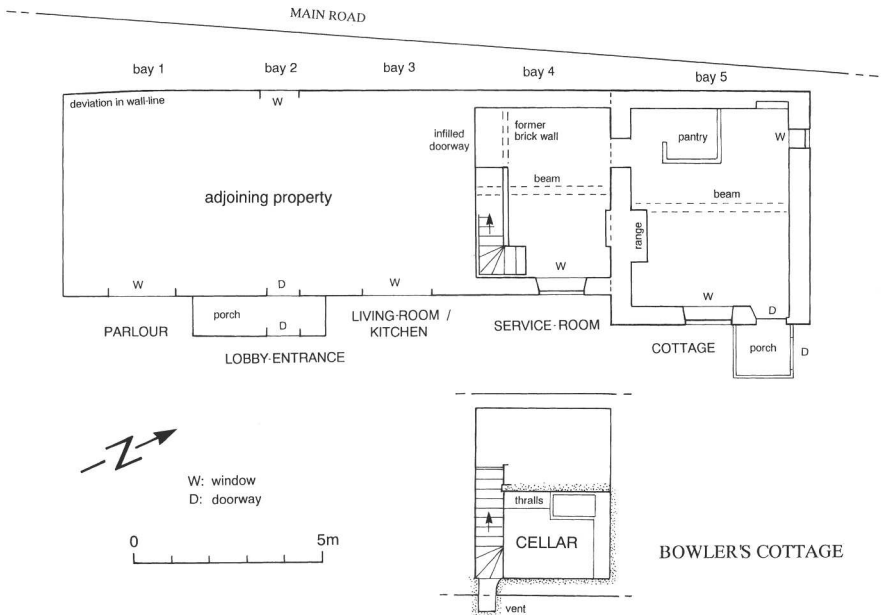 MAIN ROAD
bay 1
bay 2
bay 3
bay 4
bay 5
deviation in wall-line
W
infilled
doorway
former
brick wall
pantry
W
beam
beam
adjoining property
range
W
D
W
W
W
D
porch
D
porch
D
PARLOUR
LOBBY-ENTRANCE
LIVING-ROOM /
KITCHEN
SERVICE-ROOM
COTTAGE
N
W: window
D: doorway
0
5m
thralls
CELLAR
vent
BOWLER'S COTTAGE